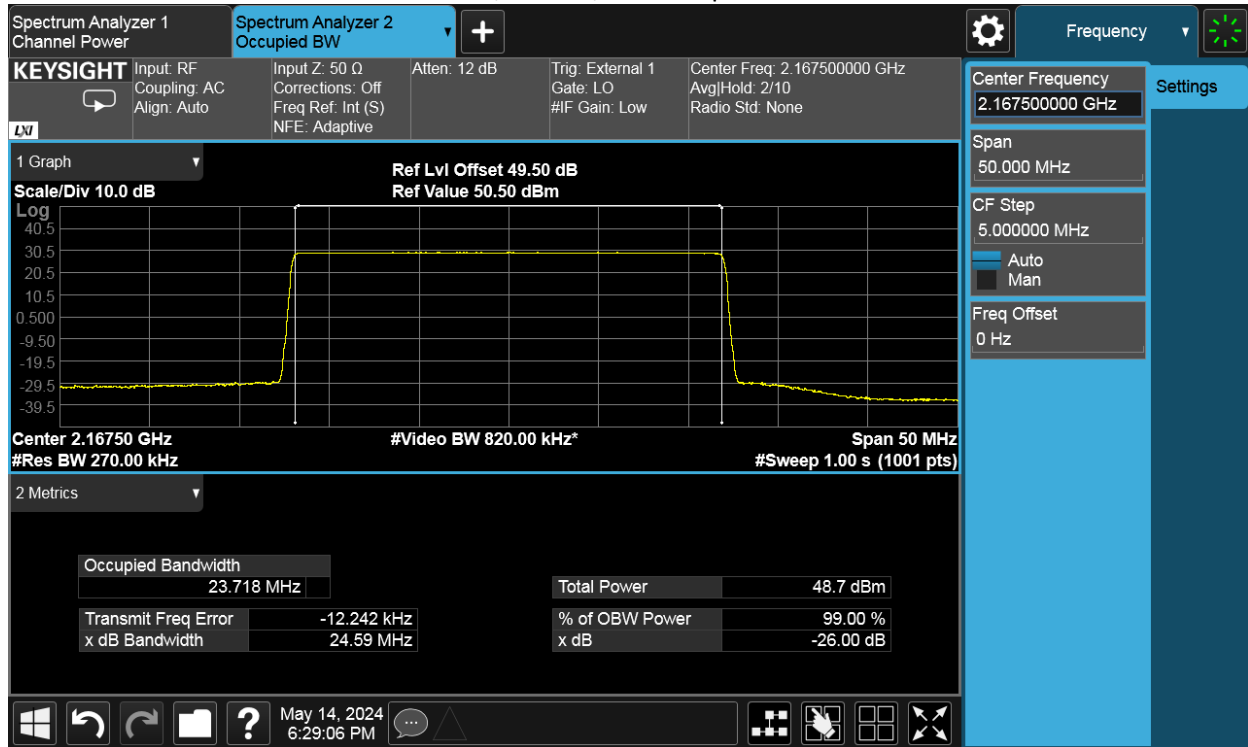 Spectrum Analyzer 1
Channel Power
Spectrum Analyzer 2
Occupied BW
Frequency
KEYSIGHT
LXI
Input: RF
Coupling: AC
Align: Auto
Input Z: 50 Ω
Corrections: Off
Freq Ref: Int (S)
NFE: Adaptive
Atten: 12 dB
Trig: External 1
Gate: LO
#IF Gain: Low
Center Freq: 2.167500000 GHz
Avg|Hold: 2/10
Radio Std: None
Center Frequency
2.167500000 GHz
Settings
Span
50.000 MHz
CF Step
5.000000 MHz
Auto
Man
Freq Offset
0 Hz
1 Graph
Ref Lvl Offset 49.50 dB
Scale/Div 10.0 dB
Ref Value 50.50 dBm
Log
40.5
30.5
20.5
10.5
0.500
-9.50
-19.5
-29.5
-39.5
Center 2.16750 GHz
#Video BW 820.00 kHz*
Span 50 MHz
#Res BW 270.00 kHz
#Sweep 1.00 s (1001 pts)
2 Metrics
Occupied Bandwidth
23.718 MHz
Total Power 48.7 dBm
Transmit Freq Error -12.242 kHz
% of OBW Power 99.00 %
x dB Bandwidth 24.59 MHz
x dB -26.00 dB
?
May 14, 2024
6:29:06 PM